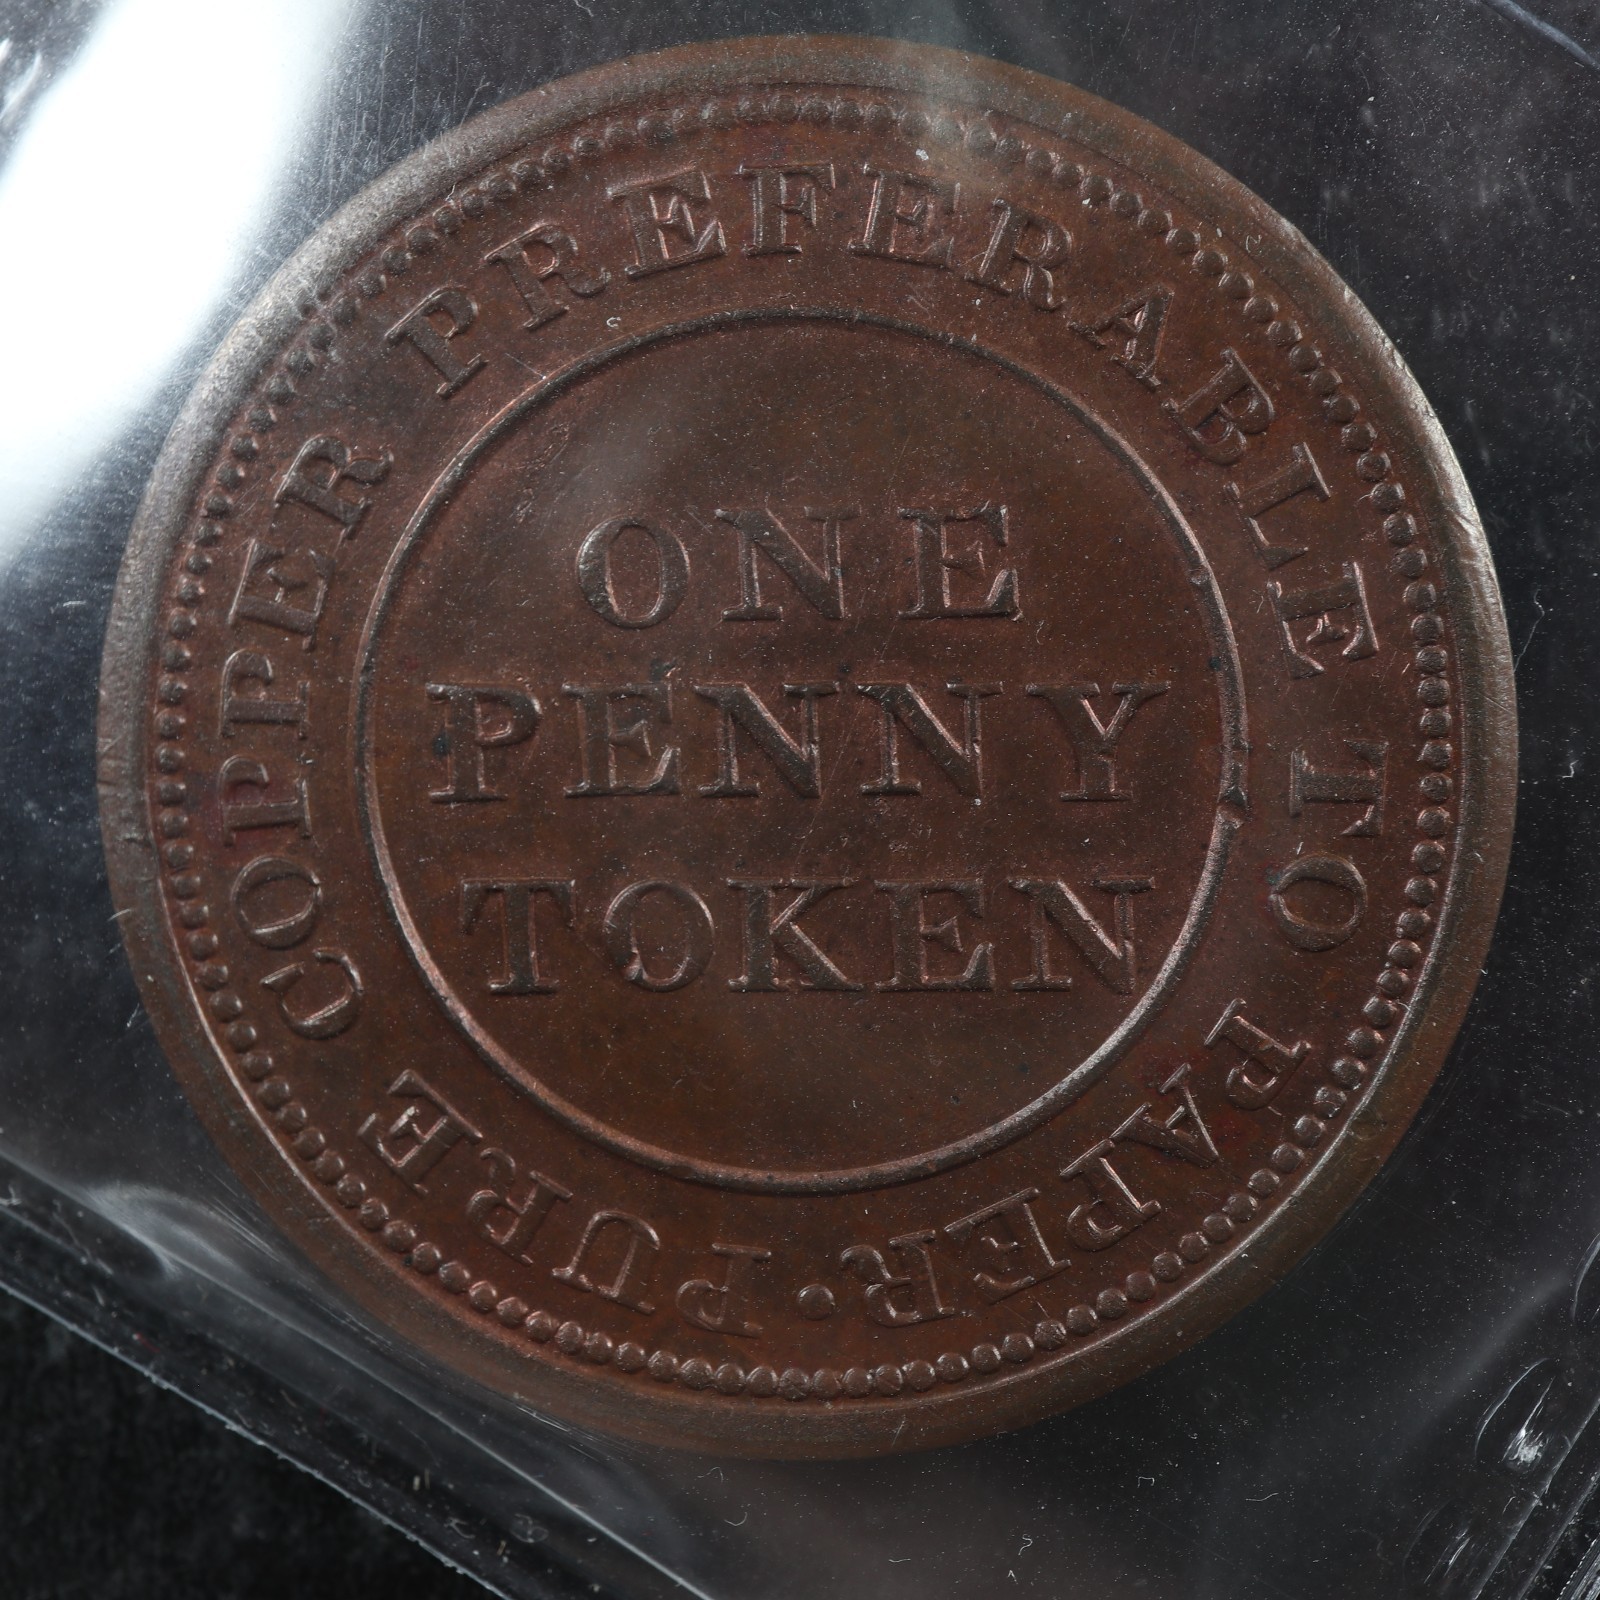 PURE COPPER PREFERABLE TO PAPER ·
ONE
PENNY
TOKEN